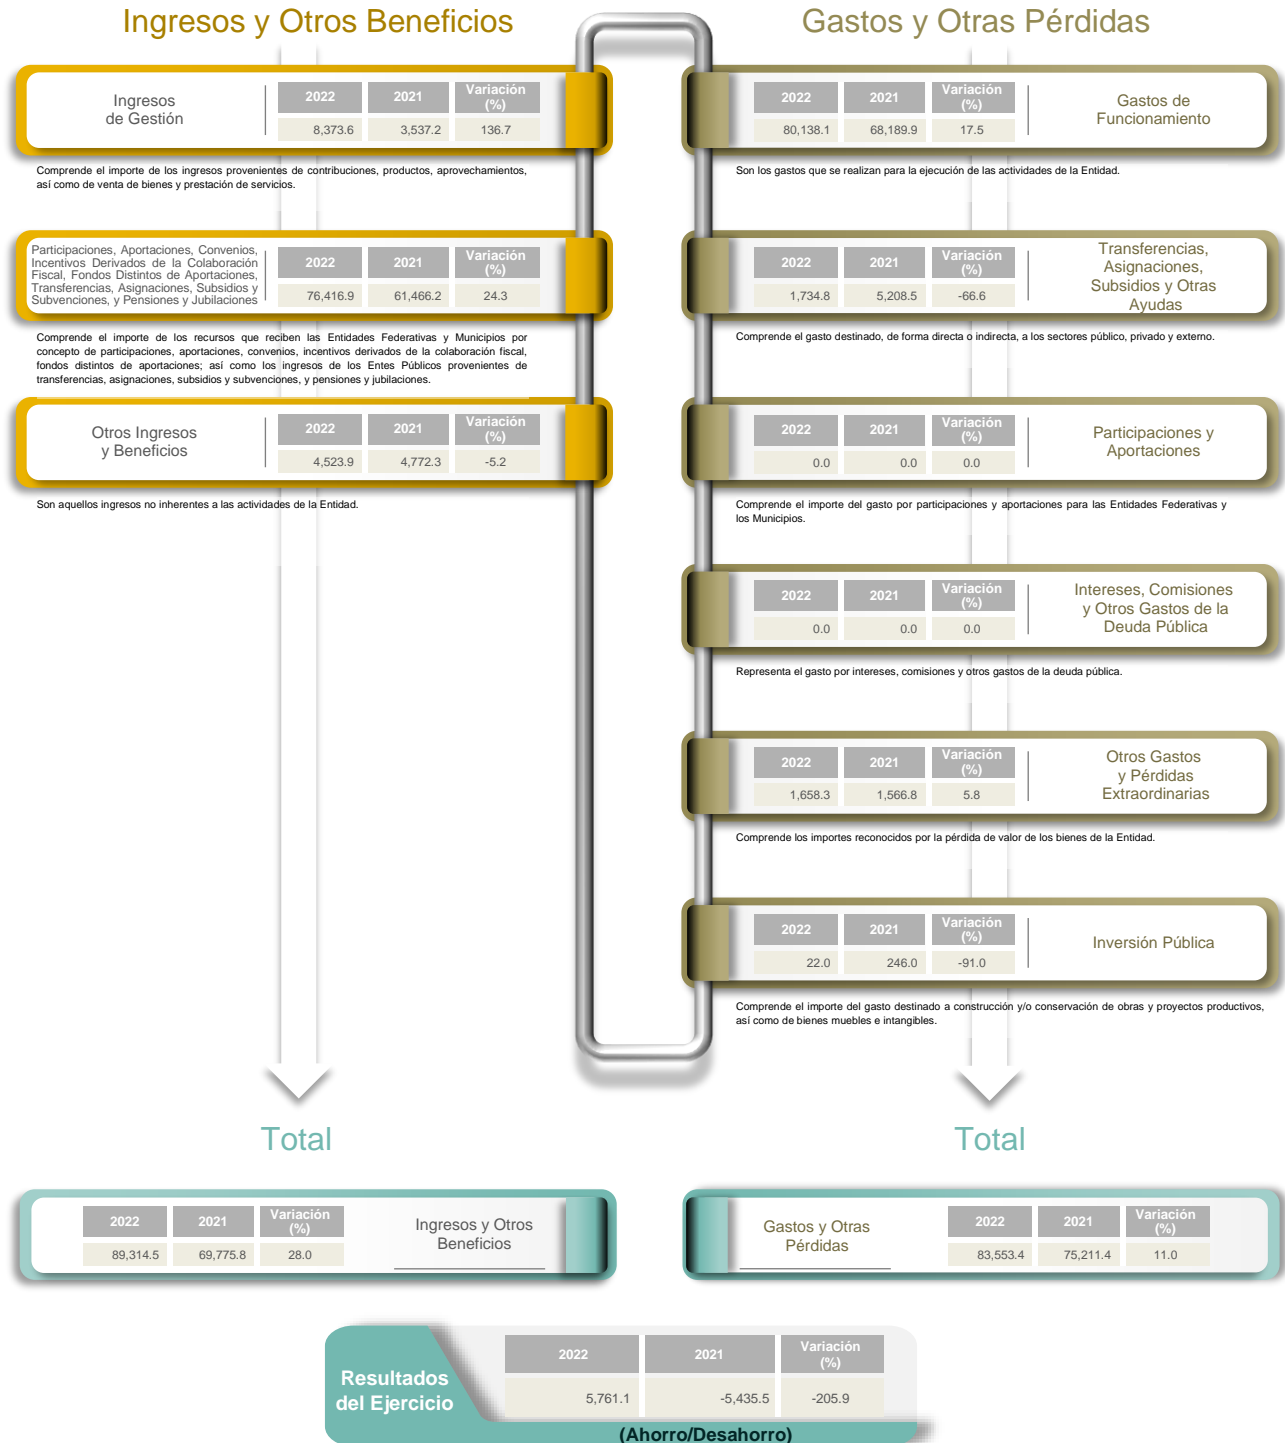 Ingresos y Otros Beneficios
Ingresos
de Gestión
2022 2021 Variación
(%)
8,373.6 3,537.2 136.7
Comprende el importe de los ingresos provenientes de contribuciones, productos, aprovechamientos,
así como de venta de bienes y prestación de servicios.
Participaciones, Aportaciones, Convenios,
Incentivos Derivados de la Colaboración
Fiscal, Fondos Distintos de Aportaciones,
Transferencias, Asignaciones, Subsidios y
Subvenciones, y Pensiones y Jubilaciones
2022 2021 Variación
(%)
76,416.9 61,466.2 24.3
Comprende el importe de los recursos que reciben las Entidades Federativas y Municipios por
concepto de participaciones, aportaciones, convenios, incentivos derivados de la colaboración fiscal,
fondos distintos de aportaciones; así como los ingresos de los Entes Públicos provenientes de
transferencias, asignaciones, subsidios y subvenciones, y pensiones y jubilaciones.
Otros Ingresos
y Beneficios
2022 2021 Variación
(%)
4,523.9 4,772.3 -5.2
Son aquellos ingresos no inherentes a las actividades de la Entidad.
Gastos y Otras Pérdidas
2022 2021 Variación
(%)
80,138.1 68,189.9 17.5
Gastos de
Funcionamiento
Son los gastos que se realizan para la ejecución de las actividades de la Entidad.
2022 2021 Variación
(%)
1,734.8 5,208.5 -66.6
Transferencias,
Asignaciones,
Subsidios y Otras
Ayudas
Comprende el gasto destinado, de forma directa o indirecta, a los sectores público, privado y externo.
2022 2021 Variación
(%)
0.0 0.0 0.0
Participaciones y
Aportaciones
Comprende el importe del gasto por participaciones y aportaciones para las Entidades Federativas y
los Municipios.
2022 2021 Variación
(%)
0.0 0.0 0.0
Intereses, Comisiones
y Otros Gastos de la
Deuda Pública
Representa el gasto por intereses, comisiones y otros gastos de la deuda pública.
2022 2021 Variación
(%)
1,658.3 1,566.8 5.8
Otros Gastos
y Pérdidas
Extraordinarias
Comprende los importes reconocidos por la pérdida de valor de los bienes de la Entidad.
2022 2021 Variación
(%)
22.0 246.0 -91.0
Inversión Pública
Comprende el importe del gasto destinado a construcción y/o conservación de obras y proyectos productivos,
así como de bienes muebles e intangibles.
Total
2022 2021 Variación
(%)
89,314.5 69,775.8 28.0
Ingresos y Otros
Beneficios
Total
Gastos y Otras
Pérdidas
2022 2021 Variación
(%)
83,553.4 75,211.4 11.0
Resultados
del Ejercicio
2022 2021 Variación
(%)
5,761.1 -5,435.5 -205.9
(Ahorro/Desahorro)